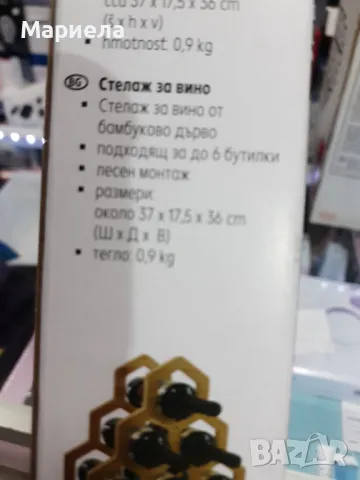 Мариела
cca 37 x 17,5 x 36 cm
(š x h x v)
▪ hmotnost: 0,9 kg
BG Стелаж за вино
▪ Стелаж за вино от
бамбуково дърво
▪ подходящ за до 6 бутилки
▪ лесен монтаж
▪ размери:
около 37 x 17,5 x 36 cm
(Ш x Д x В)
▪ тегло: 0,9 kg
BAZAR